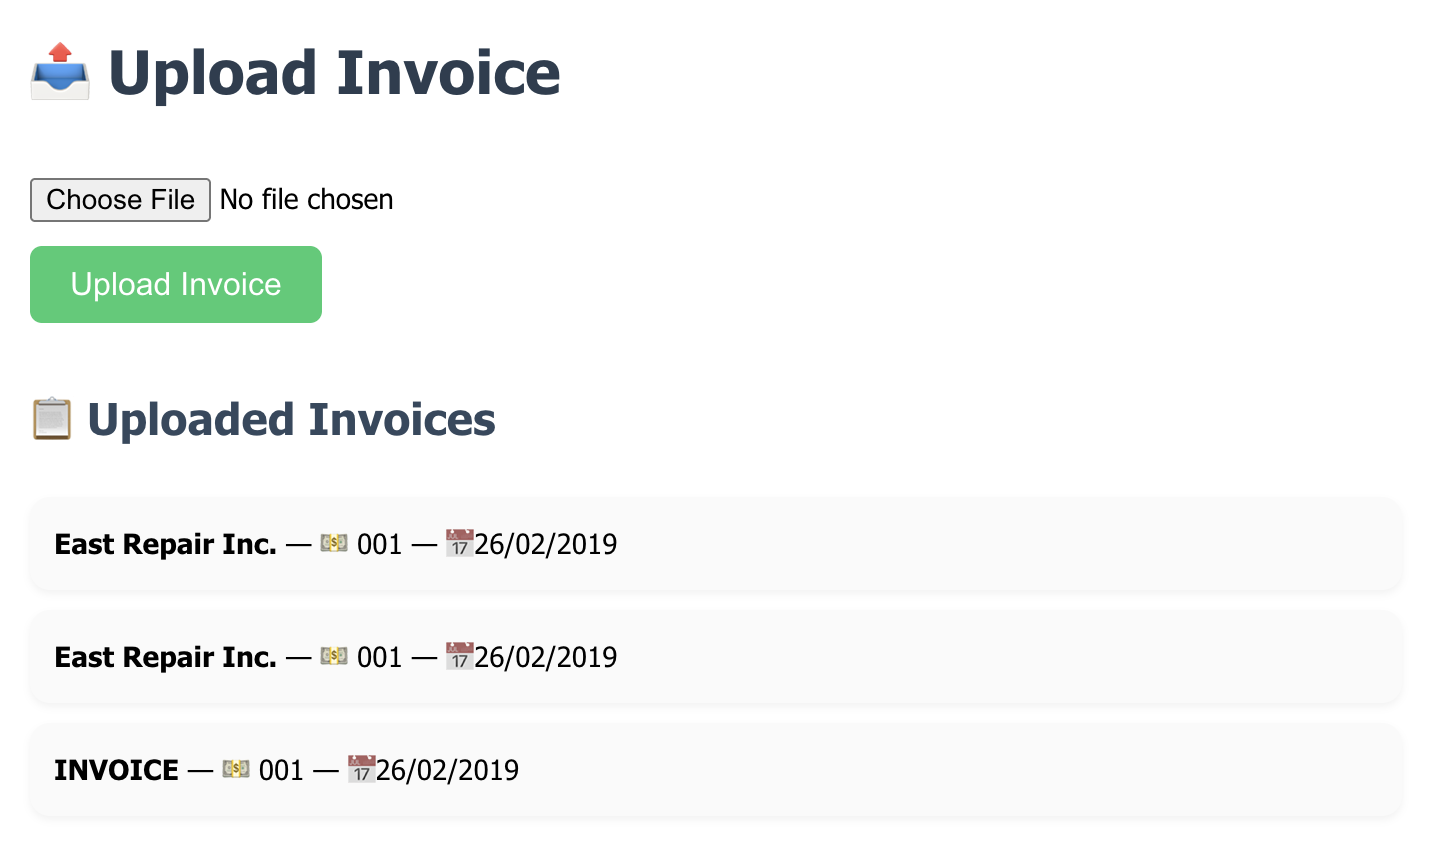 📤 Upload Invoice
Choose File No file chosen
Upload Invoice
📋 Uploaded Invoices
East Repair Inc. — 💵 001 — 📅26/02/2019
East Repair Inc. — 💵 001 — 📅26/02/2019
INVOICE — 💵 001 — 📅26/02/2019